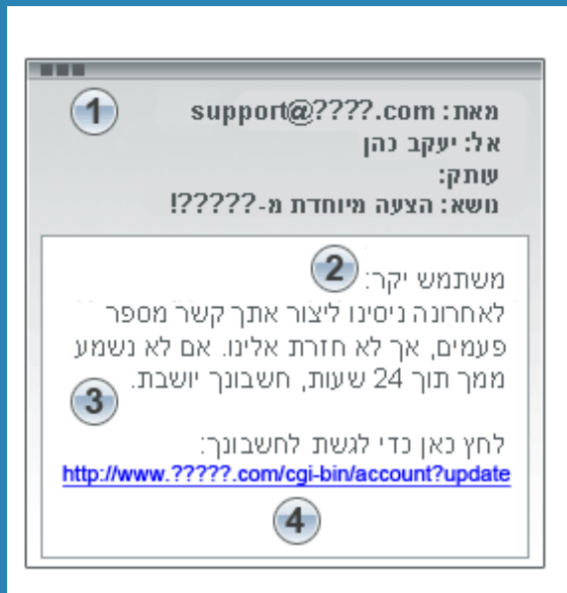 1
מאת: support@????.com
אל: יעקב כהן
עותק:
נושא: הצעה מיוחדת מ-?????!
משתמש יקר: 2
לאחרונה ניסינו ליצור אתך קשר מספר
פעמים, אך לא חזרת אלינו. אם לא נשמע
ממך תוך 24 שעות, חשבונך יושבת.
3
לחץ כאן כדי לגשת לחשבונך:
http://www.?????.com/cgi-bin/account?update
4